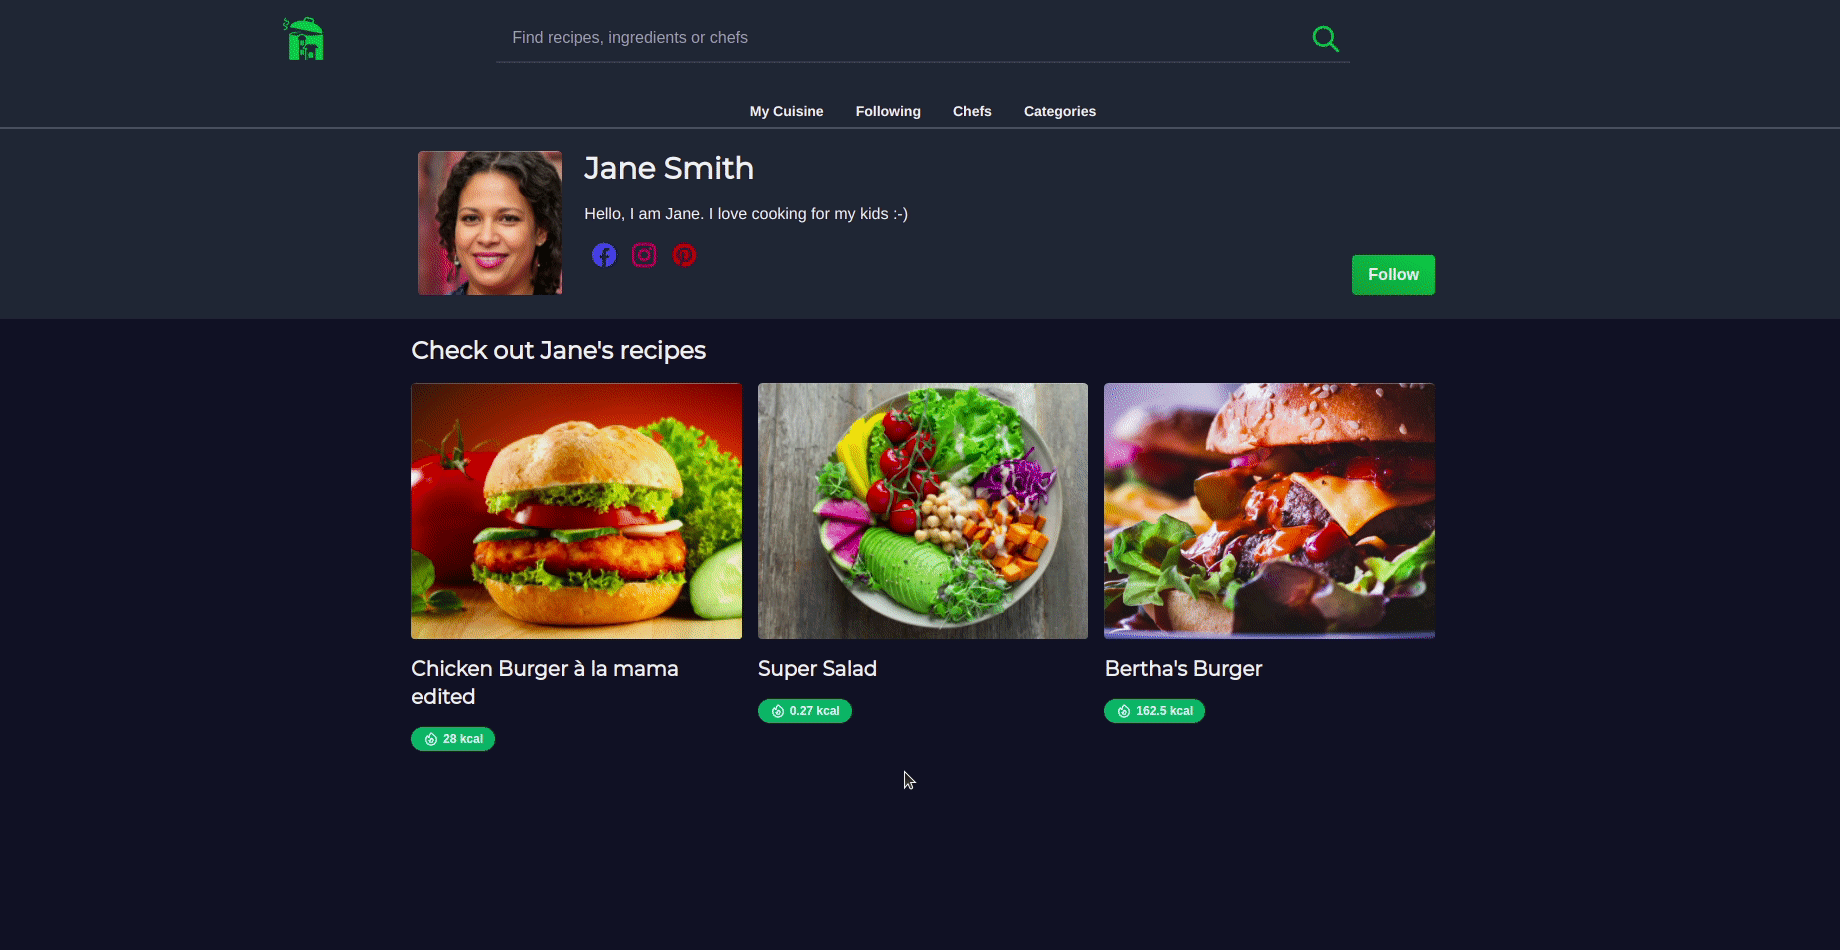 Find recipes, ingredients or chefs
My Cuisine Following Chefs Categories
Jane Smith
Hello, I am Jane. I love cooking for my kids :-)
Follow
Check out Jane's recipes
Chicken Burger à la mama
edited
28 kcal
Super Salad
0.27 kcal
Bertha's Burger
162.5 kcal